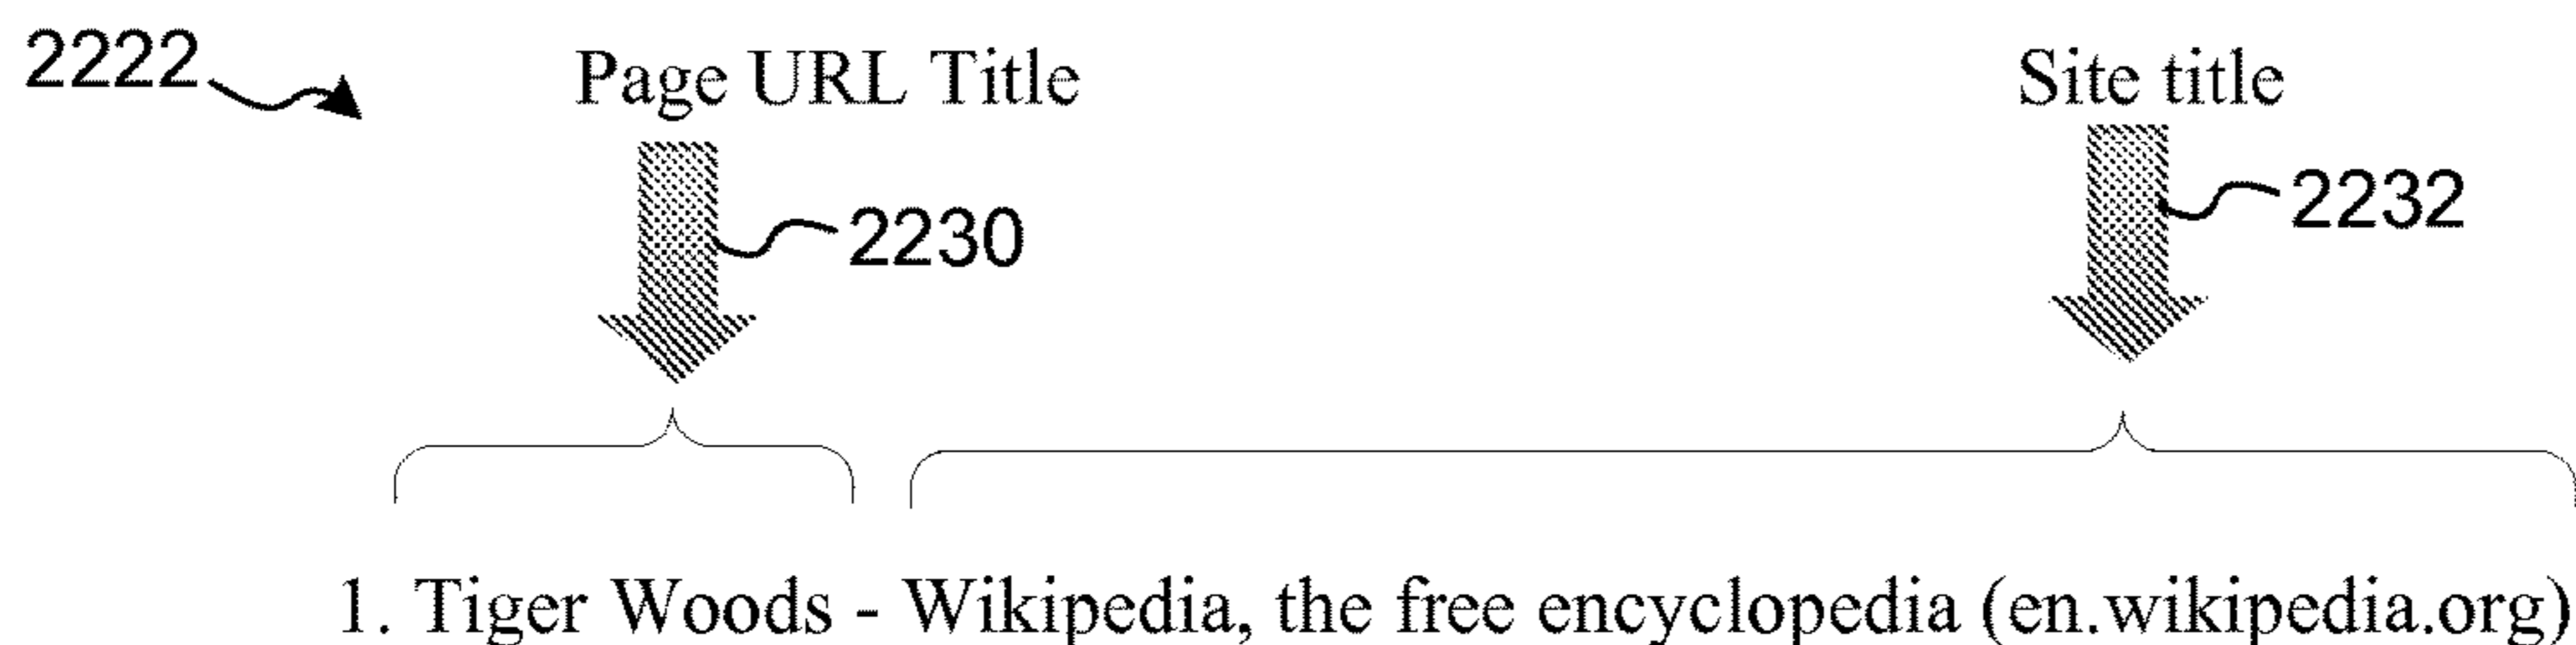 2222 Page URL Title Site title
2230 2232
1. Tiger Woods - Wikipedia, the free encyclopedia (en.wikipedia.org)